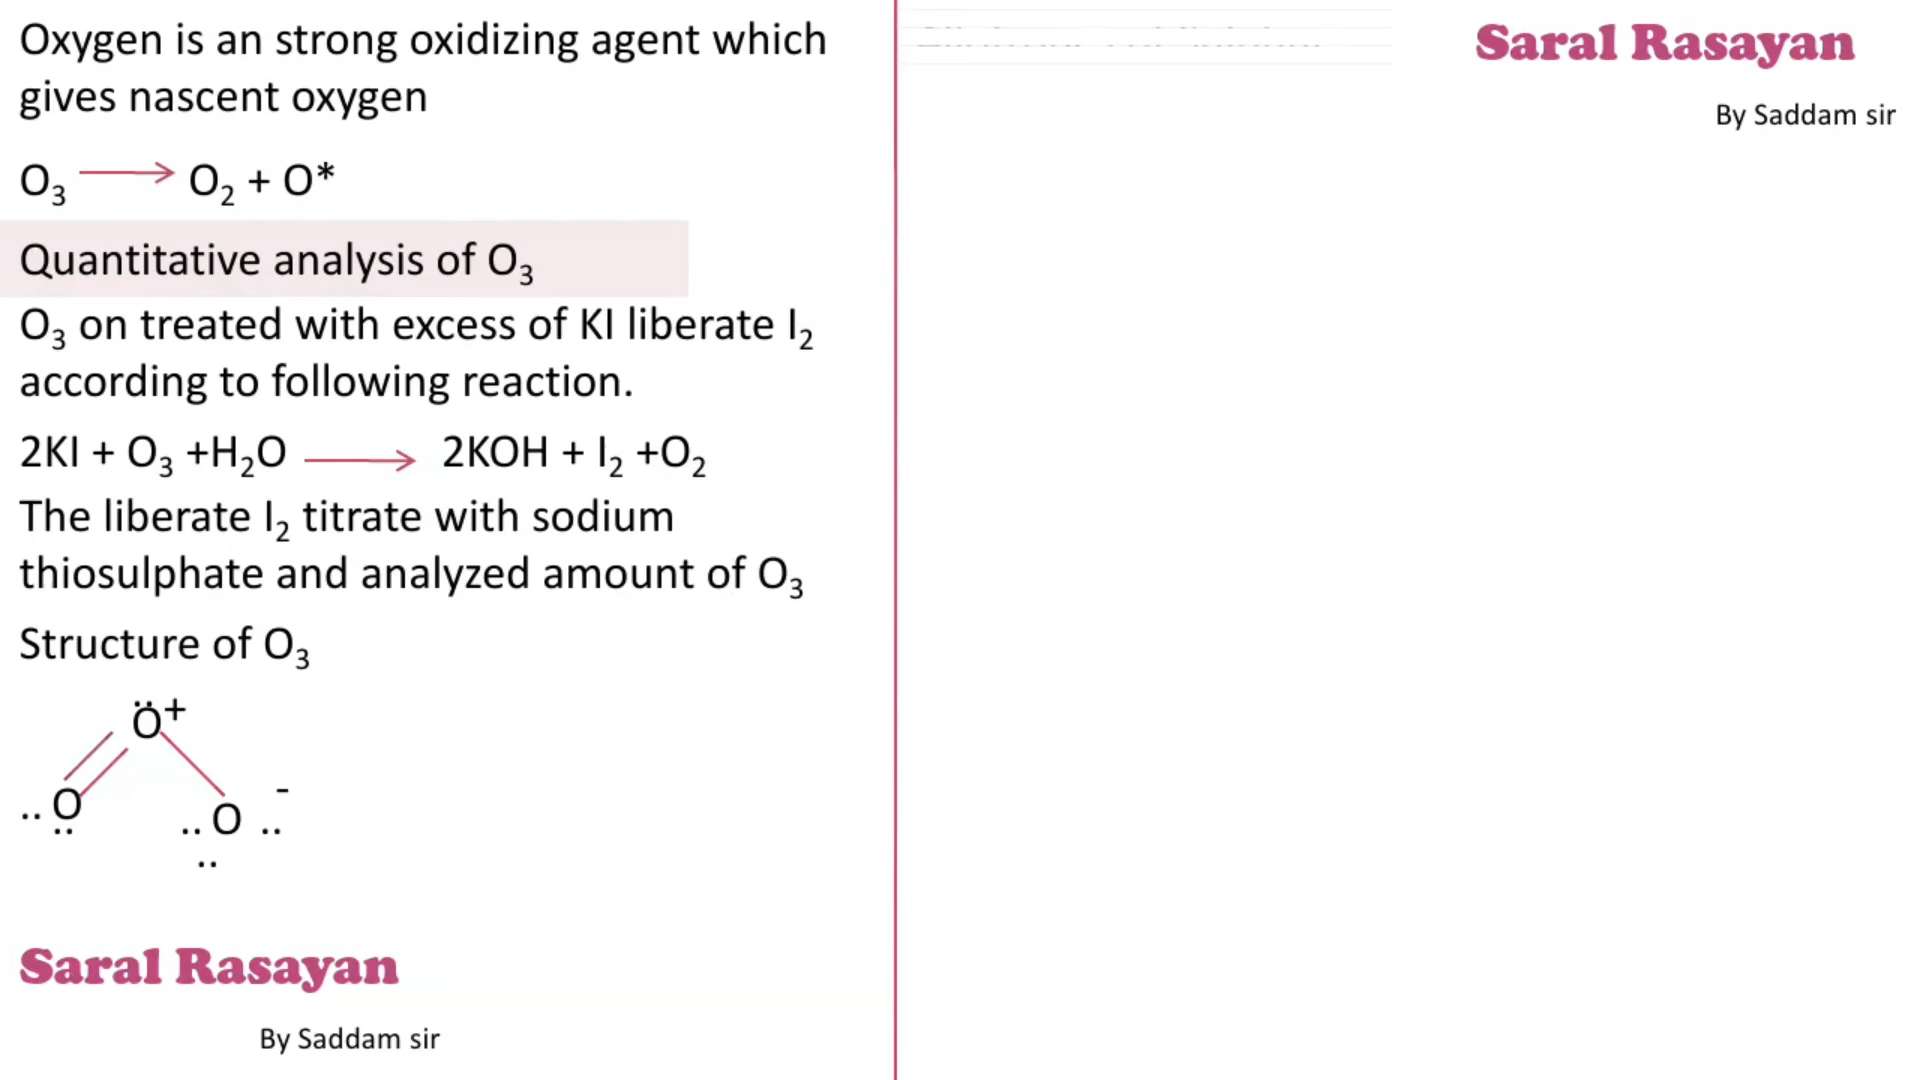 Oxygen is an strong oxidizing agent which
gives nascent oxygen
O₃ ⟶ O₂ + O*
Quantitative analysis of O₃
O₃ on treated with excess of KI liberate I₂
according to following reaction.
2KI + O₃ +H₂O ⟶ 2KOH + I₂ +O₂
The liberate I₂ titrate with sodium
thiosulphate and analyzed amount of O₃
Structure of O₃
Ö+
.. O
..
.. O .. -
..
Saral Rasayan
By Saddam sir
Saral Rasayan
By Saddam sir